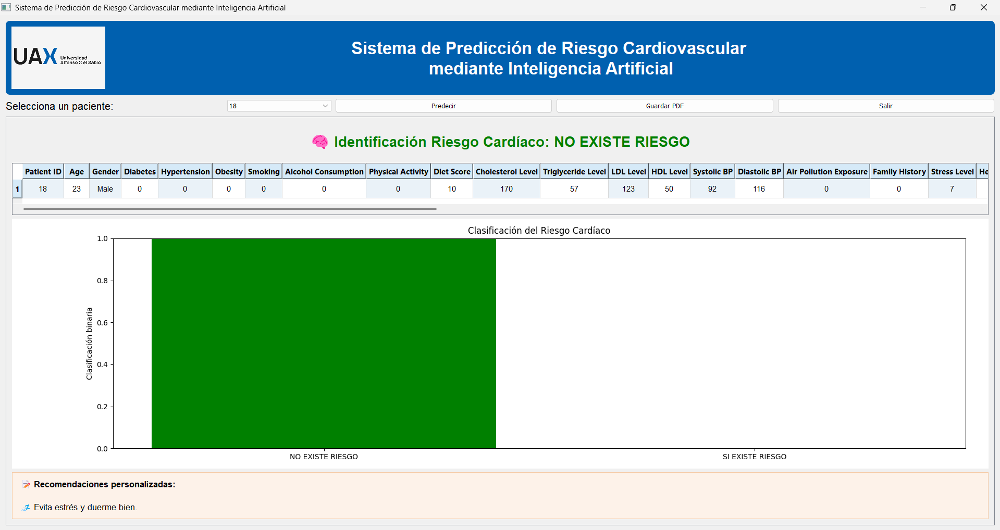 Sistema de Predicción de Riesgo Cardiovascular mediante Inteligencia Artificial
UAX Universidad Alfonso X el Sabio
Sistema de Predicción de Riesgo Cardiovascular
mediante Inteligencia Artificial
Selecciona un paciente: 18 Predecir Guardar PDF Salir
Identificación Riesgo Cardíaco: NO EXISTE RIESGO
Patient ID Age Gender Diabetes Hypertension Obesity Smoking Alcohol Consumption Physical Activity Diet Score Cholesterol Level Triglyceride Level LDL Level HDL Level Systolic BP Diastolic BP Air Pollution Exposure Family History Stress Level He
1 18 23 Male 0 0 0 0 0 0 10 170 57 123 50 92 116 0 0 7
Clasificación del Riesgo Cardíaco
1.0
0.8
0.6
0.4
0.2
0.0
Clasificación binaria
NO EXISTE RIESGO SI EXISTE RIESGO
Recomendaciones personalizadas:
Evita estrés y duerme bien.